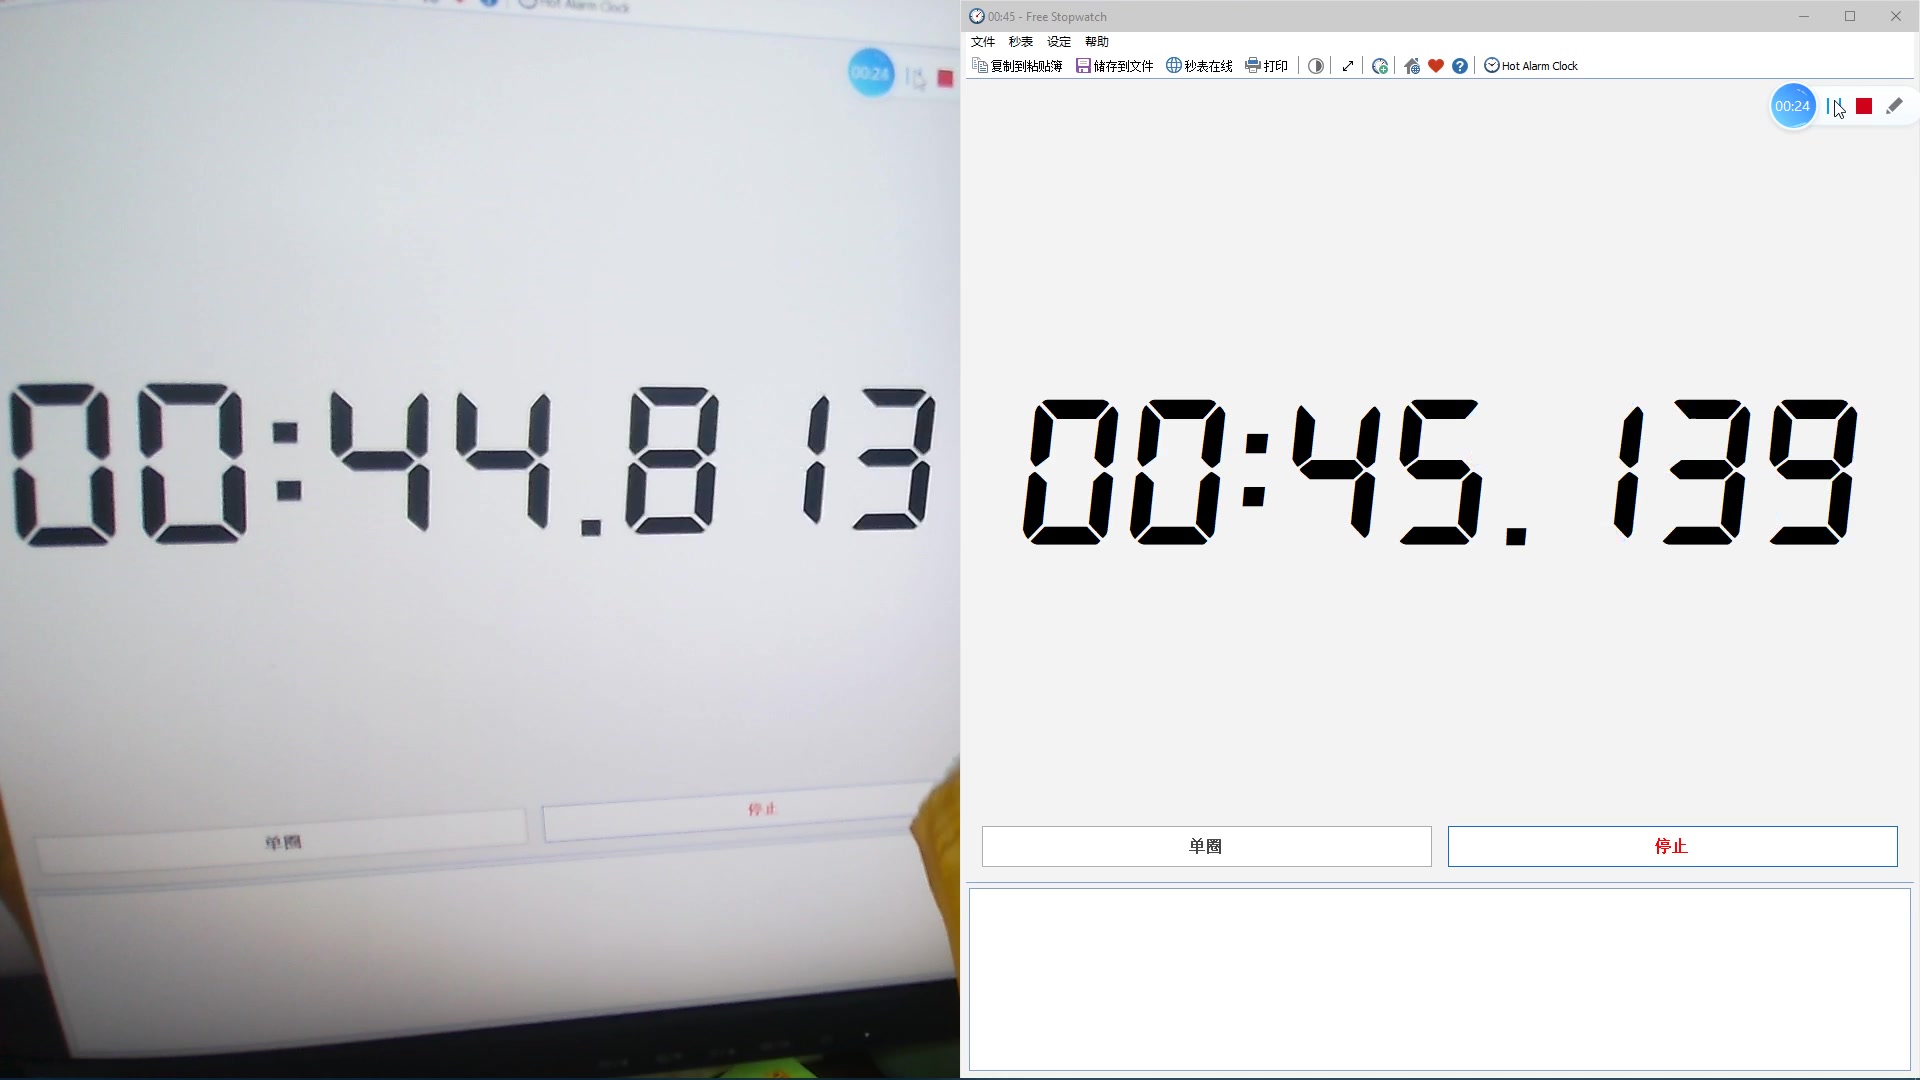 Hot Alarm Clock
00:24
00:44.813
单圈
停止
00:45 - Free Stopwatch
文件 秒表 设定 帮助
复制到粘贴簿 储存到文件 秒表在线 打印 Hot Alarm Clock
00:24
00:45.139
单圈
停止